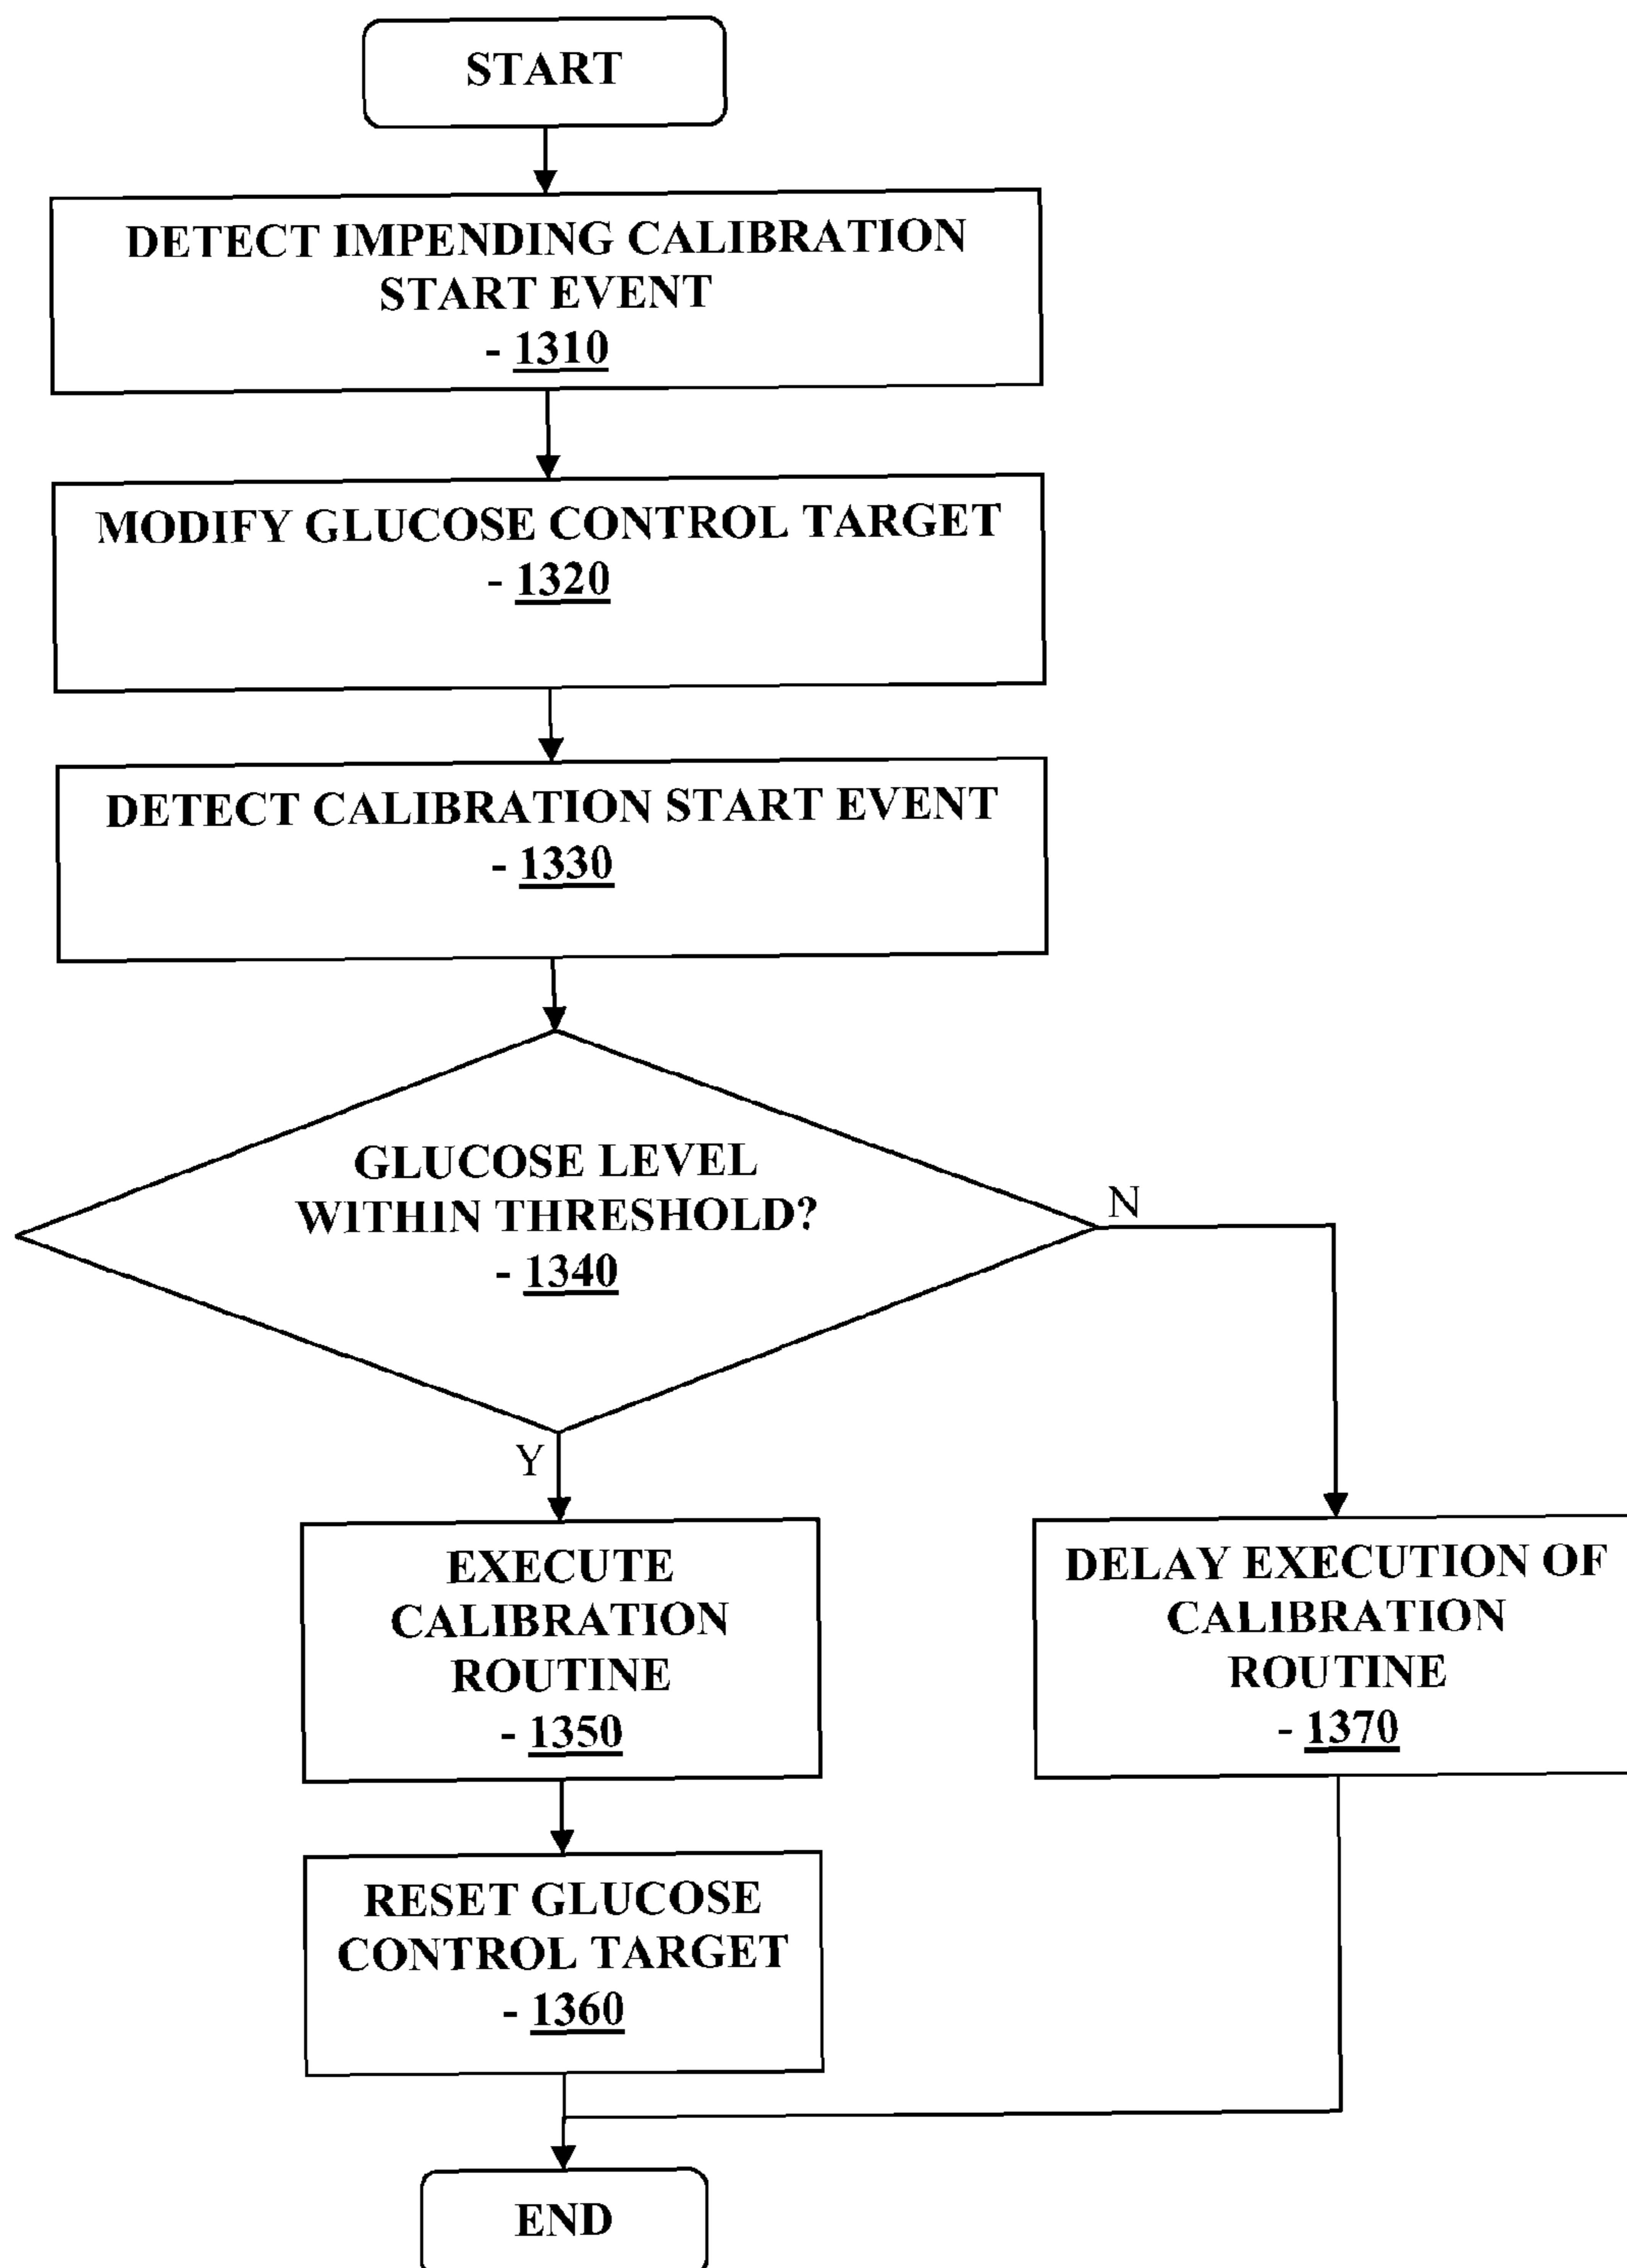 START
DETECT IMPENDING CALIBRATION
START EVENT
- 1310
MODIFY GLUCOSE CONTROL TARGET
- 1320
DETECT CALIBRATION START EVENT
- 1330
GLUCOSE LEVEL
WITHIN THRESHOLD?
- 1340
N
Y
EXECUTE
CALIBRATION
ROUTINE
- 1350
DELAY EXECUTION OF
CALIBRATION
ROUTINE
- 1370
RESET GLUCOSE
CONTROL TARGET
- 1360
END